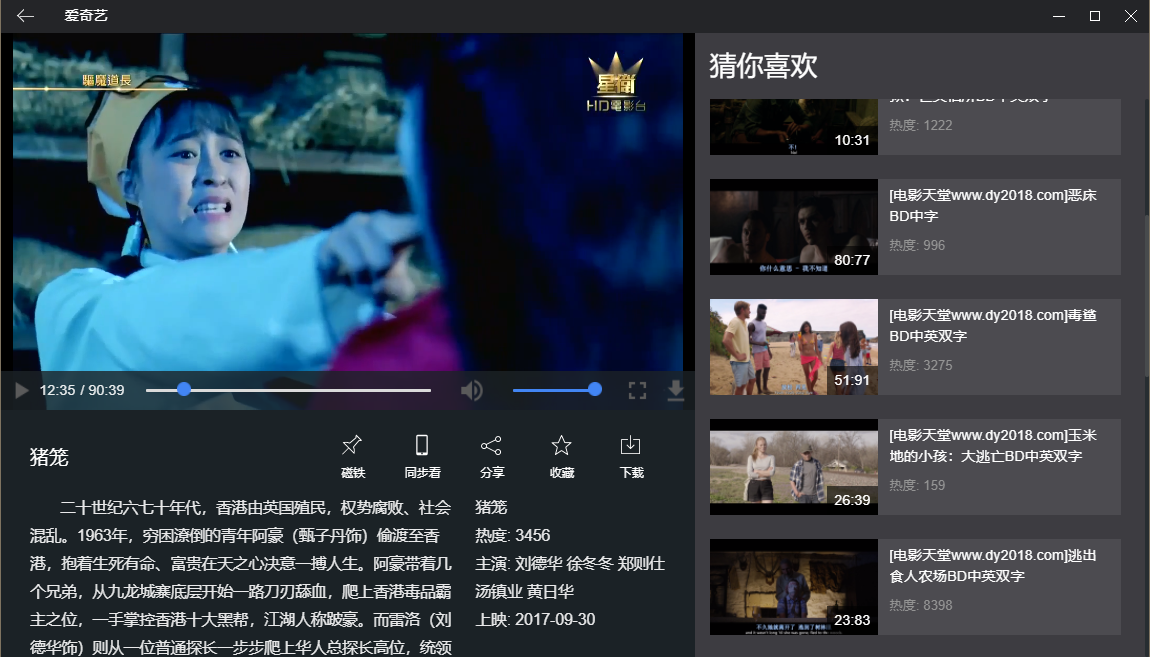 爱奇艺
驅魔道長
星衛
HD電影台
12:35 / 90:39
猪笼
磁铁
同步看
分享
收藏
下载
二十世纪六七十年代，香港由英国殖民，权势腐败、社会
混乱。1963年，穷困潦倒的青年阿豪（甄子丹饰）偷渡至香
港，抱着生死有命、富贵在天之心决意一搏人生。阿豪带着几
个兄弟，从九龙城寨底层开始一路刀刃舔血，爬上香港毒品霸
主之位，一手掌控香港十大黑帮，江湖人称跛豪。而雷洛（刘
德华饰）则从一位普通探长一步步爬上华人总探长高位，统领
猪笼
热度: 3456
主演: 刘德华 徐冬冬 郑则仕
汤镇业 黄日华
上映: 2017-09-30
猜你喜欢
热度: 1222
不!
10:31
[电影天堂www.dy2018.com]恶床
BD中字
热度: 996
你什么意思 - 我不知道
80:77
[电影天堂www.dy2018.com]毒鲨
BD中英双字
热度: 3275
51:91
[电影天堂www.dy2018.com]玉米
地的小孩：大逃亡BD中英双字
热度: 159
26:39
[电影天堂www.dy2018.com]逃出
食人农场BD中英双字
热度: 8398
23:83